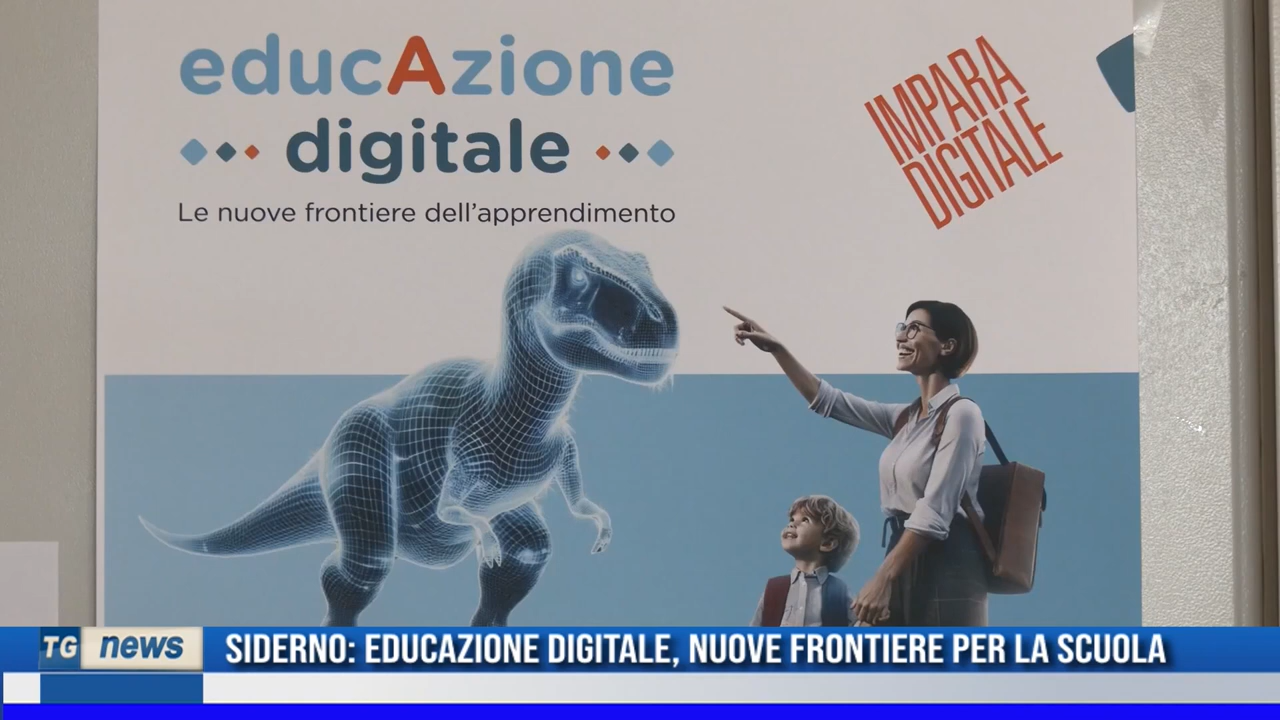 educAzione
digitale
Le nuove frontiere dell'apprendimento
IMPARA
DIGITALE
TG news
SIDERNO: EDUCAZIONE DIGITALE, NUOVE FRONTIERE PER LA SCUOLA